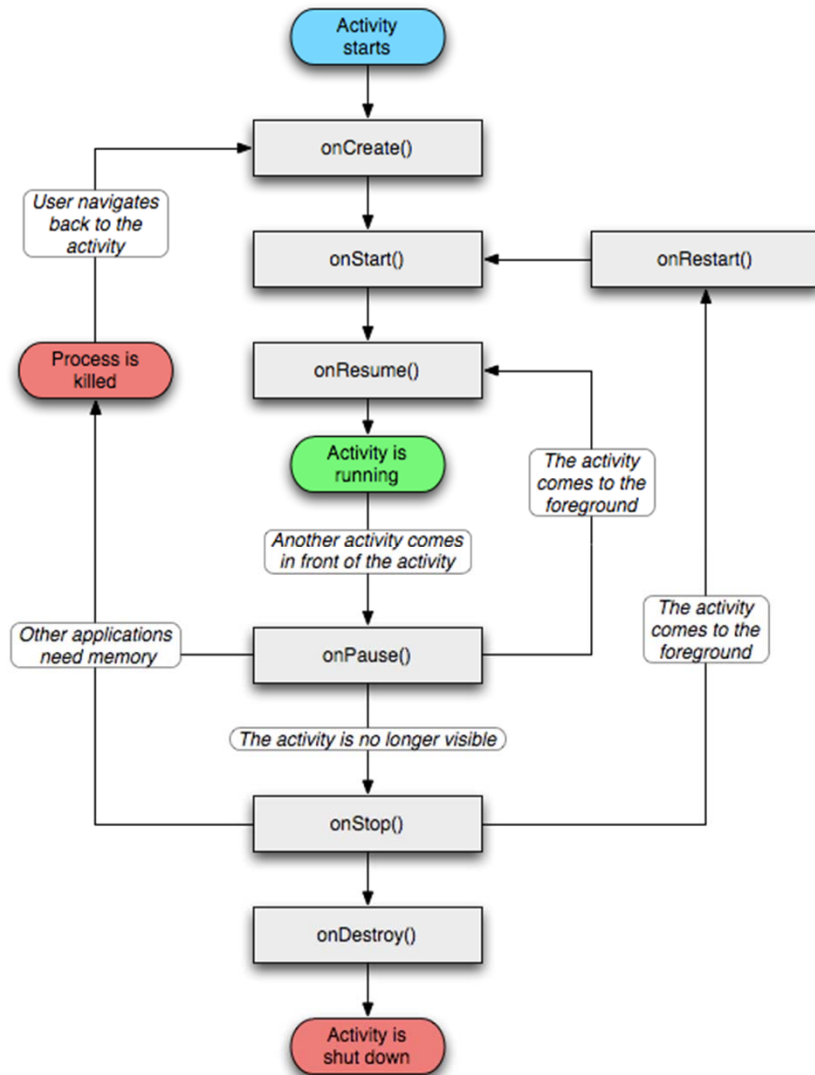 Activity
starts
onCreate()
User navigates
back to the
activity
onStart()
onRestart()
Process is
killed
onResume()
Activity is
running
The activity
comes to the
foreground
Another activity comes
in front of the activity
The activity
comes to the
foreground
Other applications
need memory
onPause()
The activity is no longer visible
onStop()
onDestroy()
Activity is
shut down